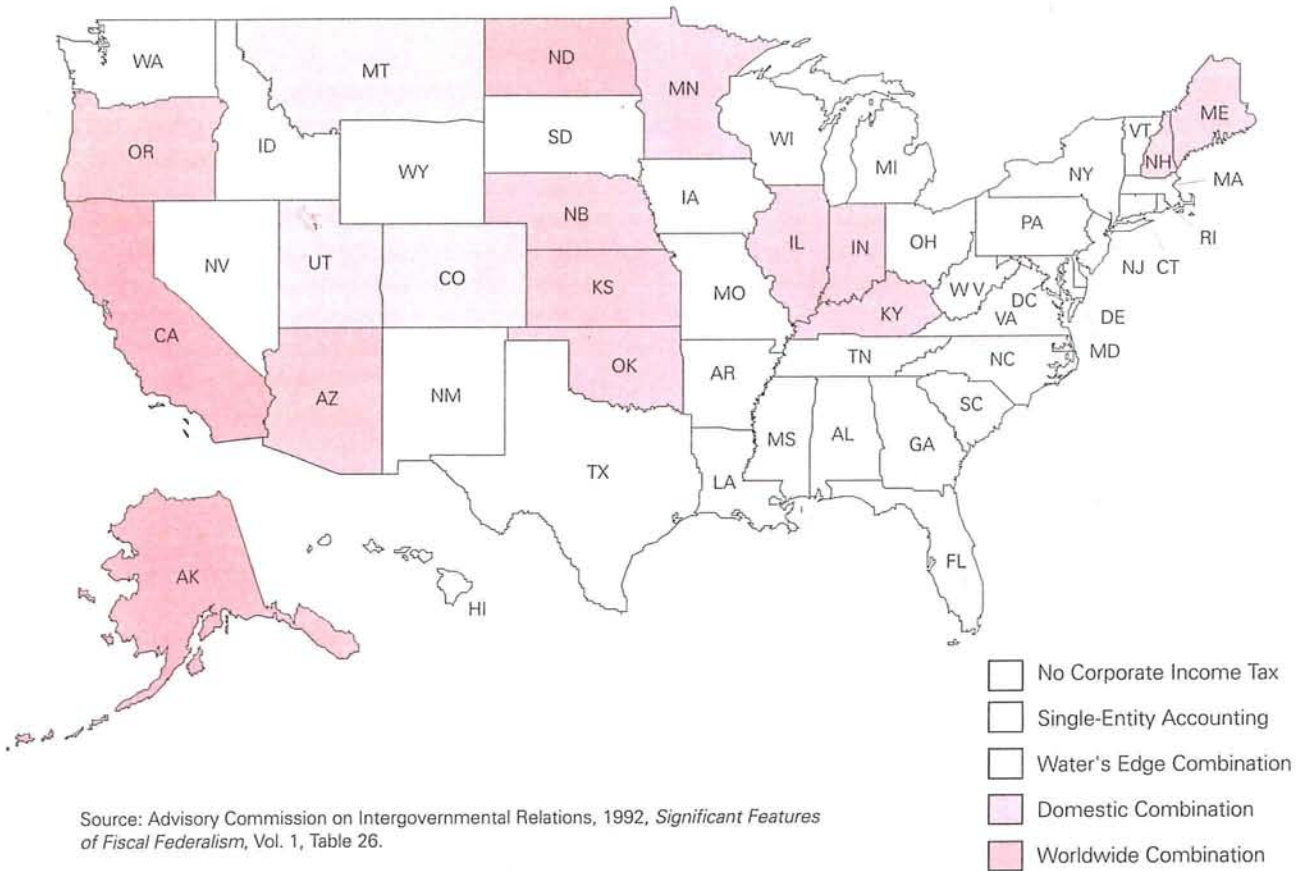 WA
MT
ND
MN
OR
ID
SD
WI
MI
VT
ME
NH
NY
MA
WY
IA
NB
PA
RI
NV
UT
CO
IL
IN
OH
NJ CT
KS
MO
WV
DC
VA
DE
KY
MD
CA
AZ
NM
OK
AR
TN
NC
SC
MS
AL
GA
TX
LA
FL
AK
HI
No Corporate Income Tax
Single-Entity Accounting
Water's Edge Combination
Domestic Combination
Worldwide Combination
Source: Advisory Commission on Intergovernmental Relations, 1992, Significant Features
of Fiscal Federalism, Vol. 1, Table 26.